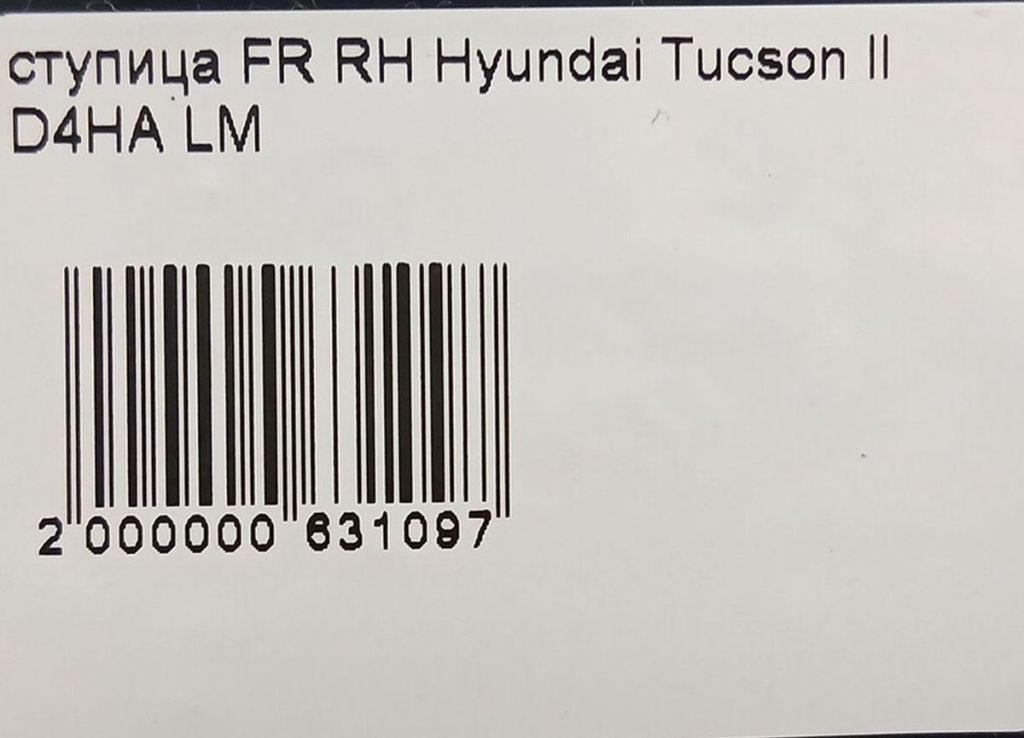 ступица FR RH Hyundai Tucson II
D4HA LM
2 000000 631097